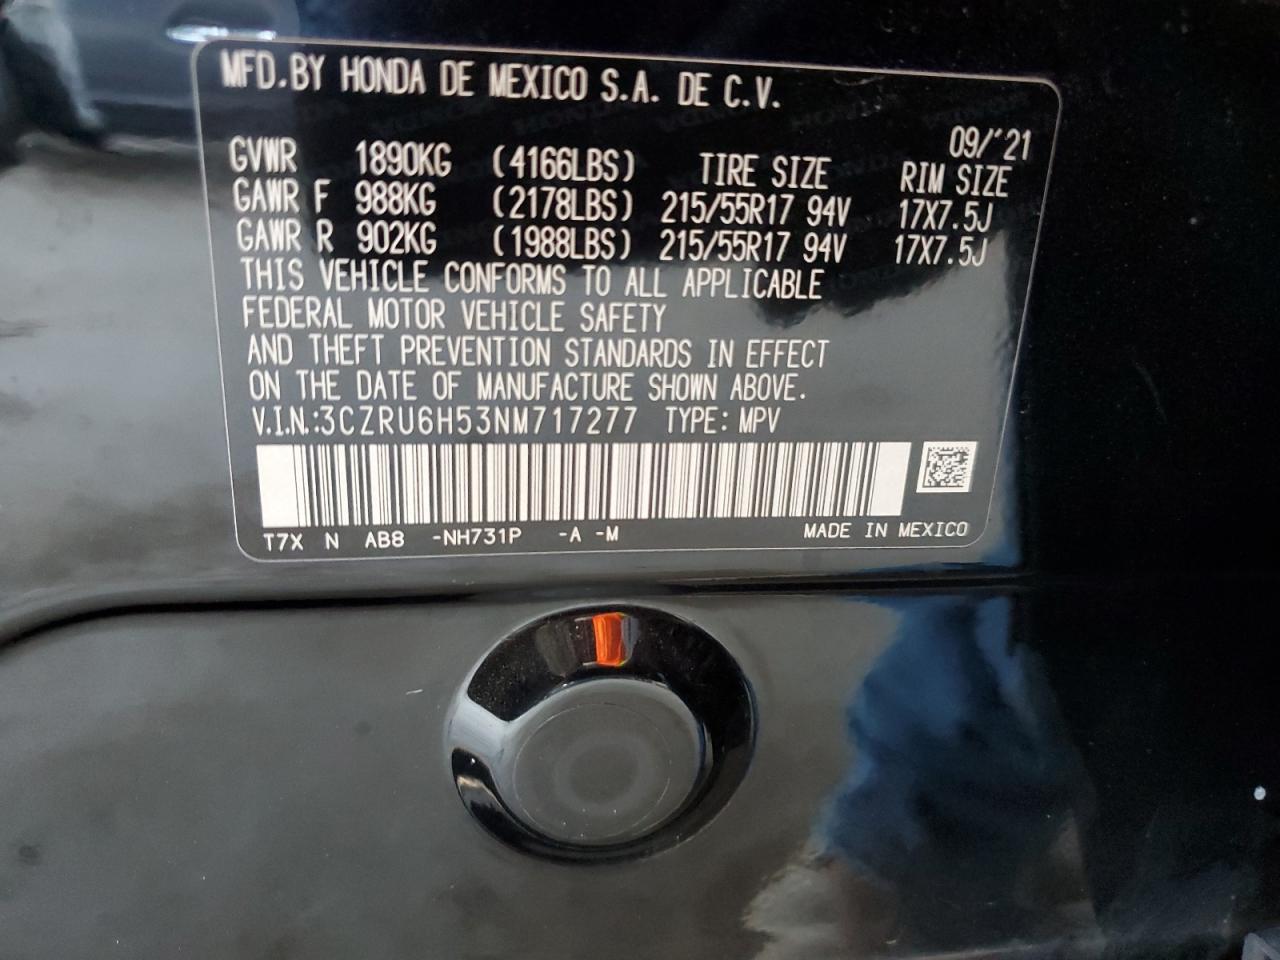 MFD.BY HONDA DE MEXICO S.A. DE C.V.
09/'21
GVWR 1890KG (4166LBS) TIRE SIZE RIM SIZE
GAWR F 988KG (2178LBS) 215/55R17 94V 17X7.5J
GAWR R 902KG (1988LBS) 215/55R17 94V 17X7.5J
THIS VEHICLE CONFORMS TO ALL APPLICABLE
FEDERAL MOTOR VEHICLE SAFETY
AND THEFT PREVENTION STANDARDS IN EFFECT
ON THE DATE OF MANUFACTURE SHOWN ABOVE.
V.I.N.:3CZRU6H53NM717277 TYPE: MPV
T7X N AB8 -NH731P -A -M MADE IN MEXICO